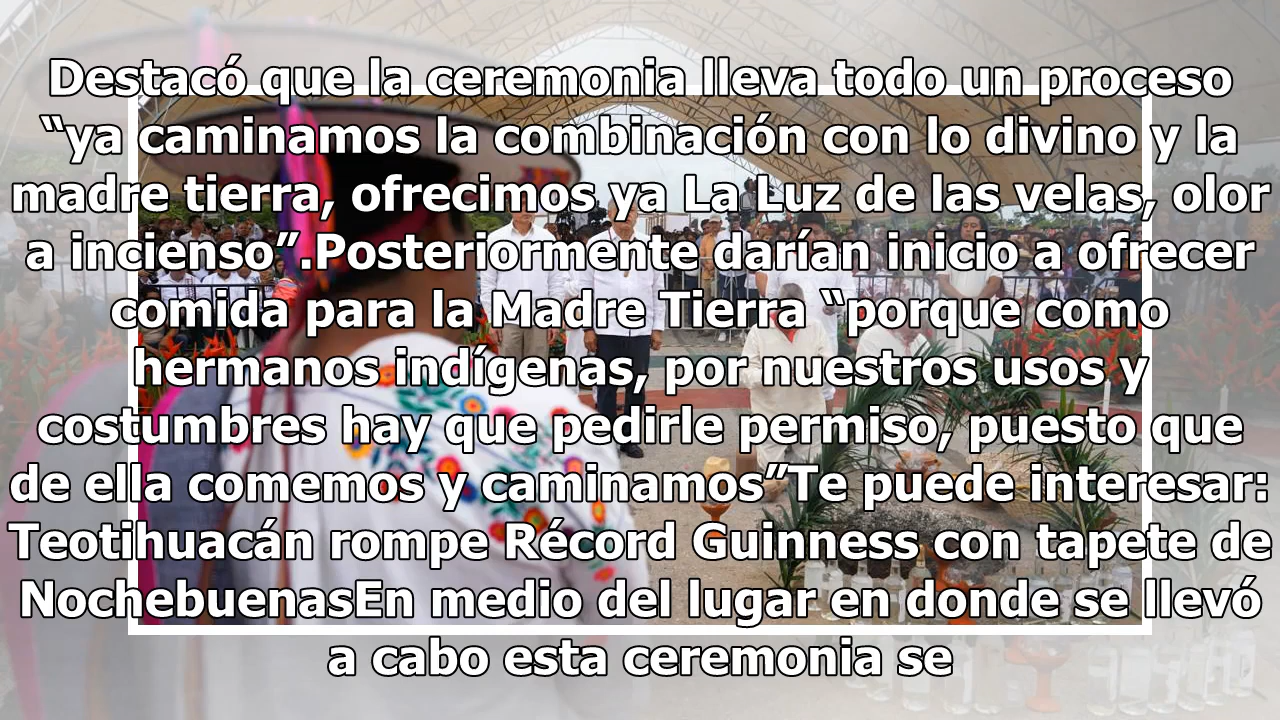 Destacó que la ceremonia lleva todo un proceso
“ya caminamos la combinación con lo divino y la
madre tierra, ofrecimos ya La Luz de las velas, olor
a incienso”.Posteriormente darían inicio a ofrecer
comida para la Madre Tierra “porque como
hermanos indígenas, por nuestros usos y
costumbres hay que pedirle permiso, puesto que
de ella comemos y caminamos”Te puede interesar:
Teotihuacán rompe Récord Guinness con tapete de
NochebuenasEn medio del lugar en donde se llevó
a cabo esta ceremonia se